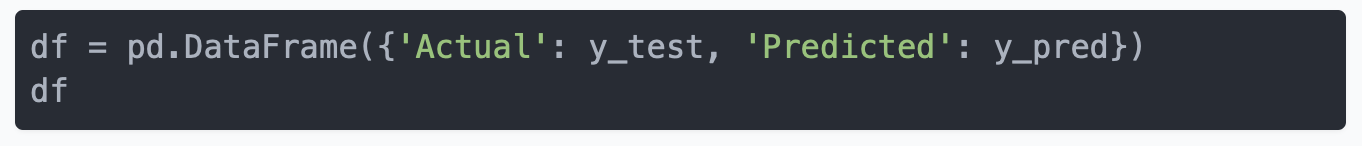 df = pd.DataFrame({'Actual': y_test, 'Predicted': y_pred})
df